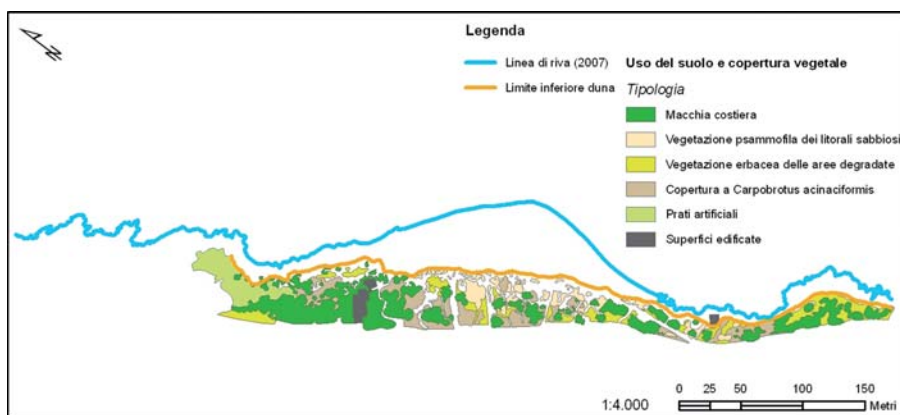 Legenda
Linea di riva (2007)
Limite inferiore duna
Uso del suolo e copertura vegetale
Tipologia
Macchia costiera
Vegetazione psammofila dei litorali sabbiosi
Vegetazione erbacea delle aree degradate
Copertura a Carpobrotus acinaciformis
Prati artificiali
Superfici edificate
N
1:4.000
0 25 50 100 150
Metri